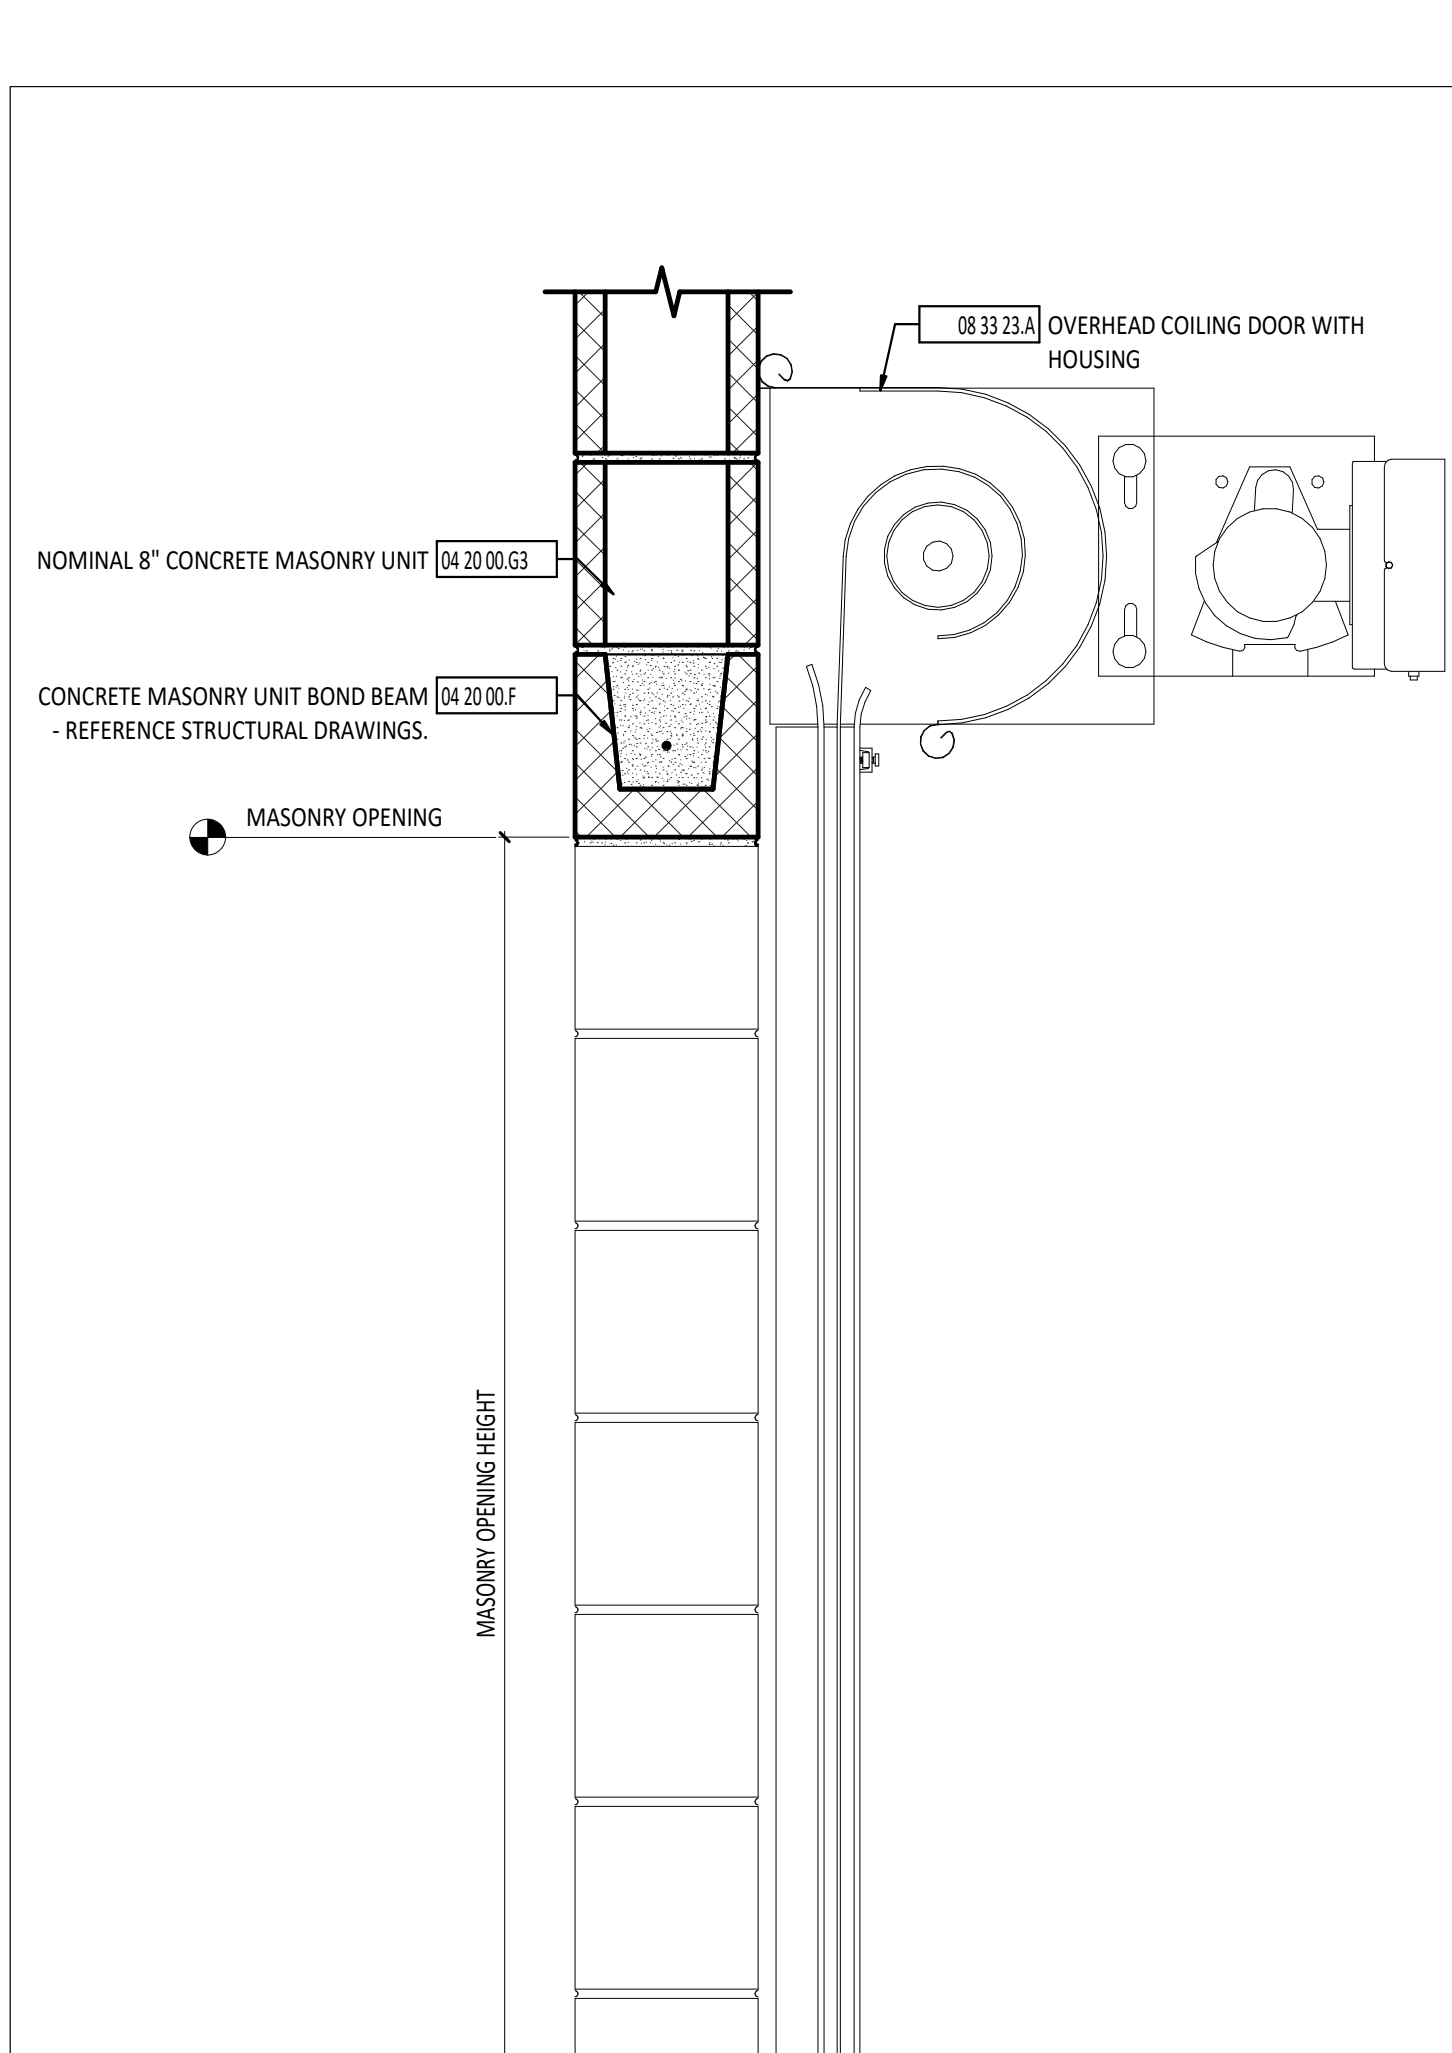 08 33 23.A OVERHEAD COILING DOOR WITH
HOUSING
NOMINAL 8" CONCRETE MASONRY UNIT 04 20 00.G3
CONCRETE MASONRY UNIT BOND BEAM 04 20 00.F
- REFERENCE STRUCTURAL DRAWINGS.
MASONRY OPENING
MASONRY OPENING HEIGHT